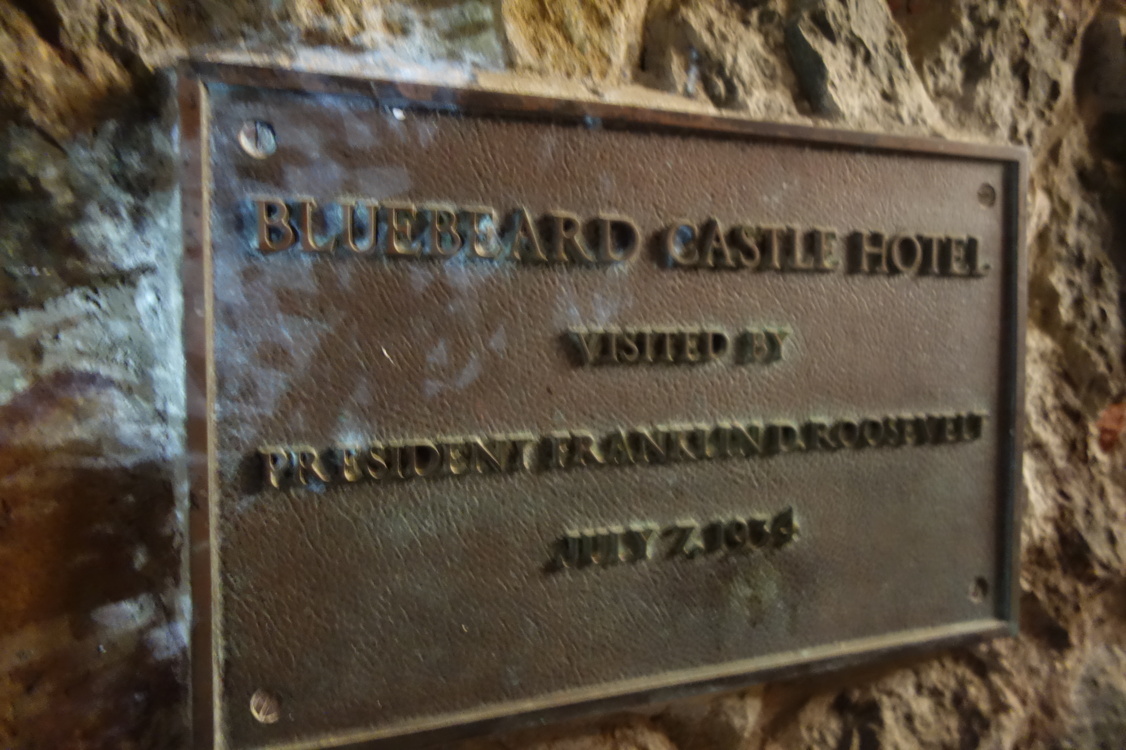 BLUEBEARD CASTLE HOTEL
VISITED BY
PRESIDENT FRANKLIN D. ROOSEVELT
JULY 7, 1934